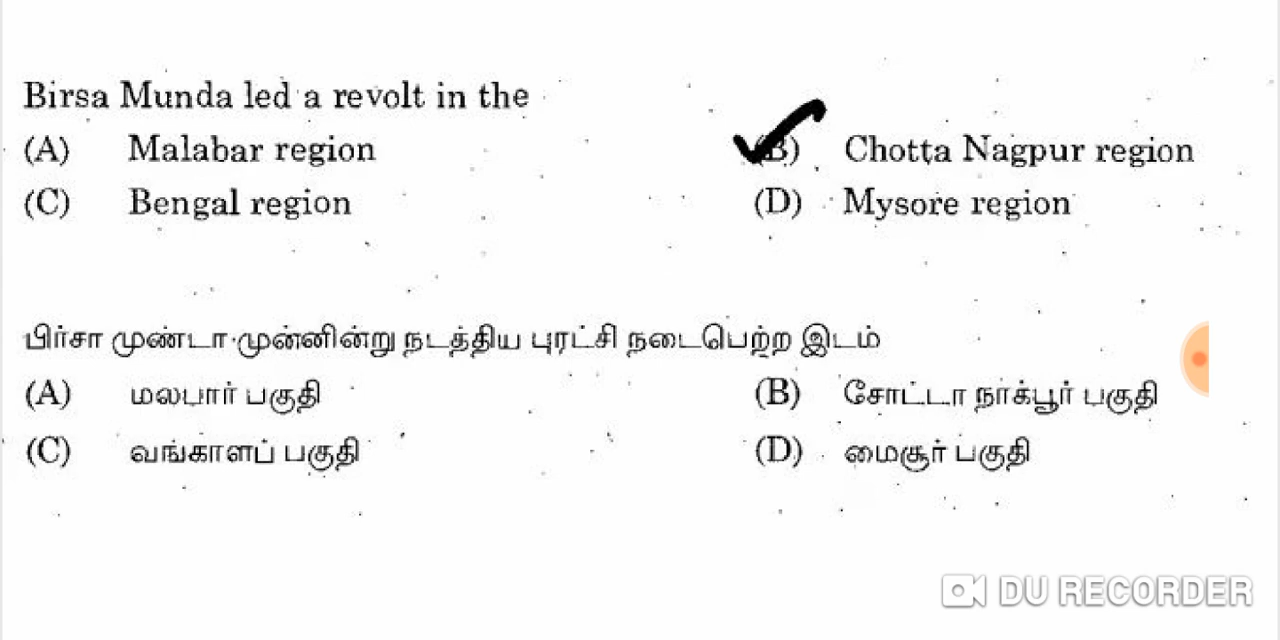 Birsa Munda led a revolt in the
(A) Malabar region (B) Chotta Nagpur region
(C) Bengal region (D) Mysore region
பிர்சா முண்டா முன்னின்று நடத்திய புரட்சி நடைபெற்ற இடம்
(A) மலபார் பகுதி (B) சோட்டா நாக்பூர் பகுதி
(C) வங்காளப் பகுதி (D) மைசூர் பகுதி
DU RECORDER